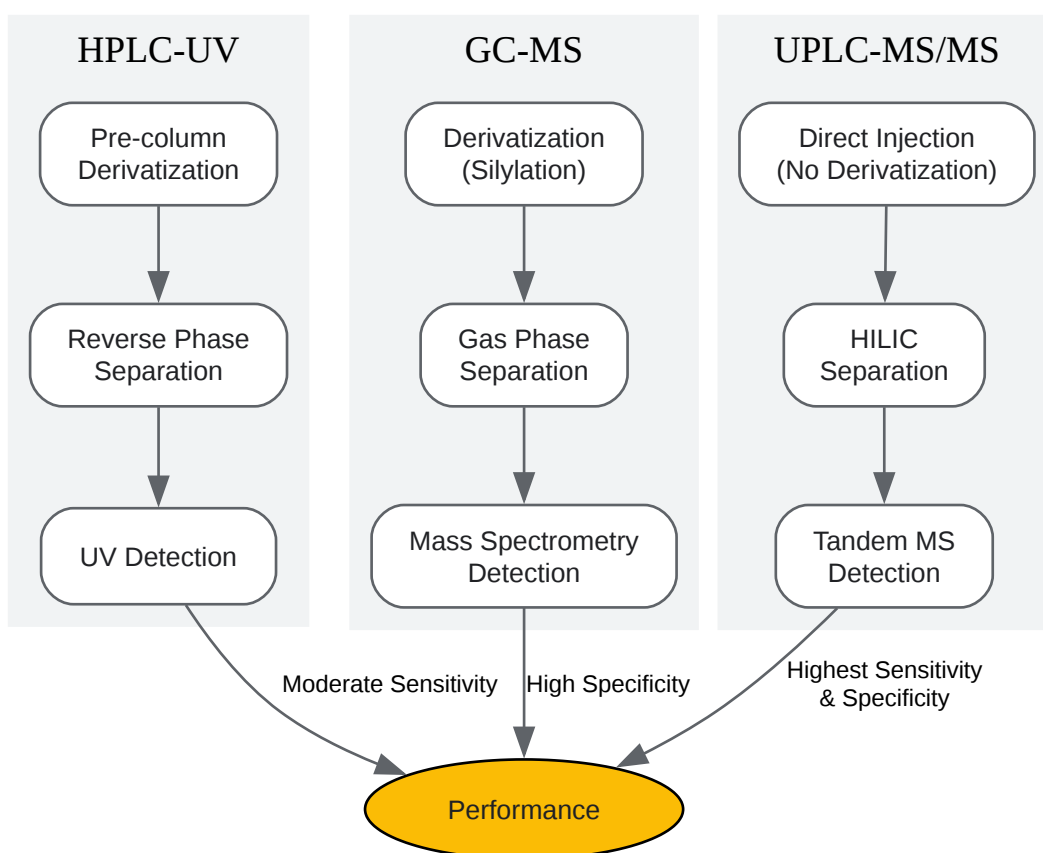 HPLC-UV
Pre-column
Derivatization
Reverse Phase
Separation
UV Detection
GC-MS
Derivatization
(Silylation)
Gas Phase
Separation
Mass Spectrometry
Detection
UPLC-MS/MS
Direct Injection
(No Derivatization)
HILIC
Separation
Tandem MS
Detection
Moderate Sensitivity
High Specificity
Highest Sensitivity
& Specificity
Performance